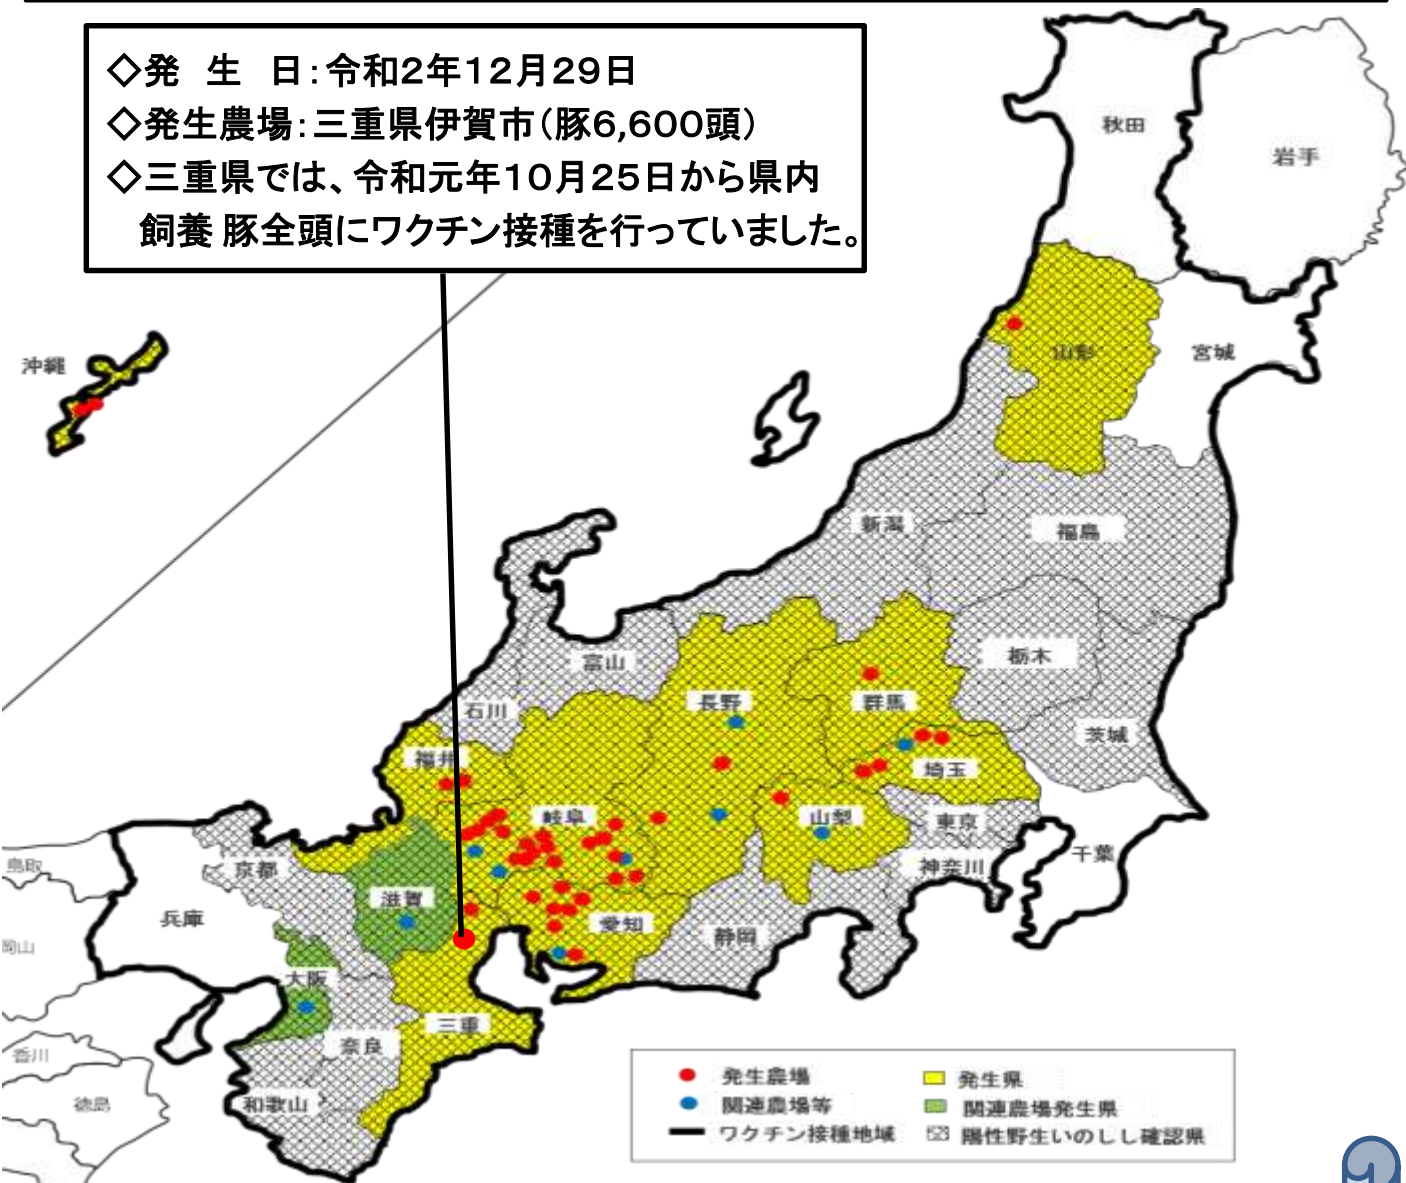 ◇発　生　日：令和2年12月29日
◇発生農場：三重県伊賀市（豚6,600頭）
◇三重県では、令和元年10月25日から県内
飼養 豚全頭にワクチン接種を行っていました。
秋田
岩手
沖縄
山形
宮城
新潟
福島
富山
栃木
石川
長野
群馬
茨城
福井
埼玉
岐阜
山梨
東京
鳥取
京都
神奈川
千葉
兵庫
滋賀
愛知
静岡
岡山
大阪
三重
奈良
香川
和歌山
徳島
発生農場
発生県
関連農場等
関連農場発生県
ワクチン接種地域
陽性野生いのしし確認県